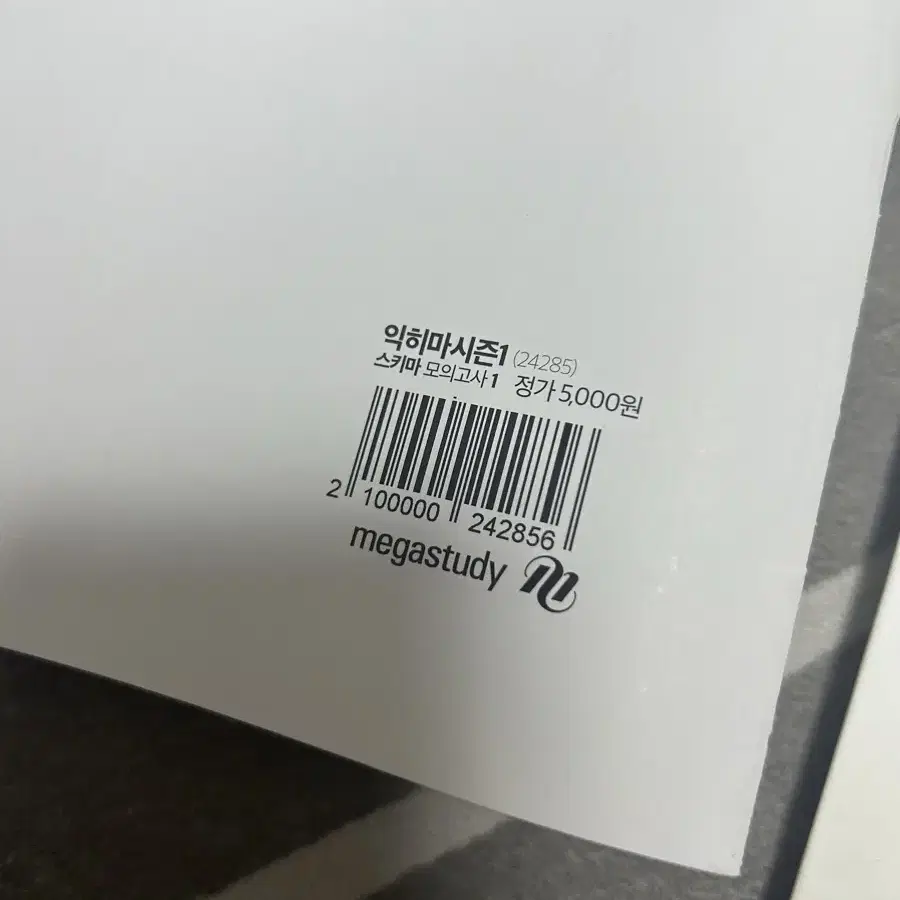 익히마시즌1 (24285)
스키마 모의고사 1 정가 5,000원
2 100000 242856
megastudy